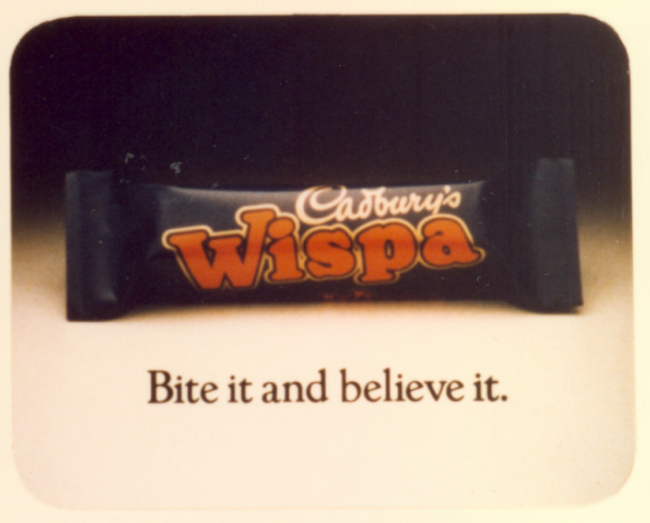 Cadbury's
Wispa
Bite it and believe it.